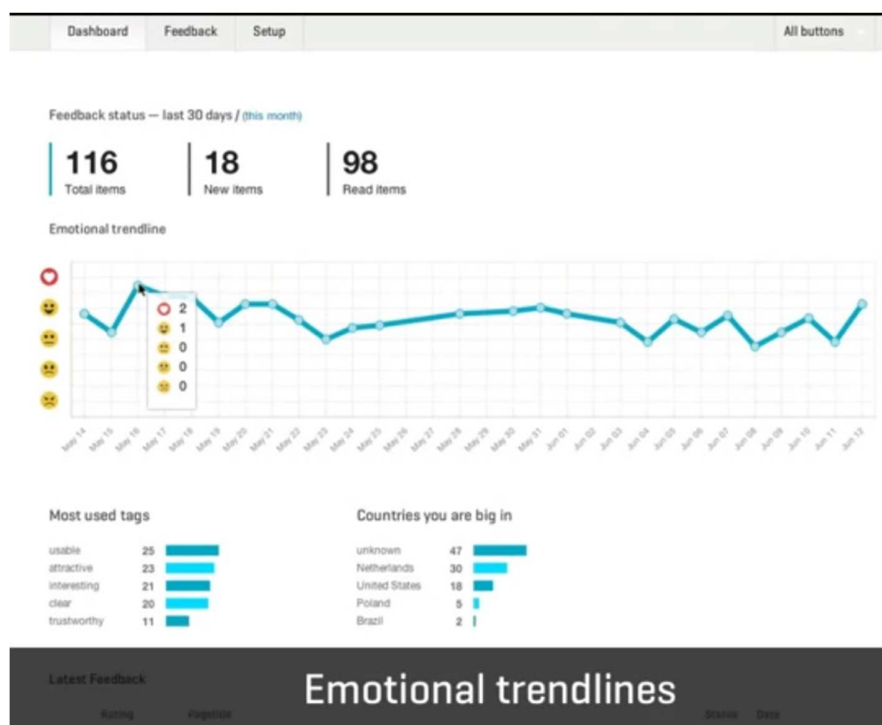 Dashboard Feedback Setup All buttons
Feedback status — last 30 days / (this month)
116 18 98
Total items New items Read items
Emotional trendline
2
1
0
0
0
May 14 May 15 May 16 May 17 May 18 May 19 May 20 May 21 May 22 May 23 May 24 May 25 May 26 May 27 May 28 May 29 May 30 May 31 Jun 01 Jun 02 Jun 03 Jun 04 Jun 05 Jun 06 Jun 07 Jun 08 Jun 09 Jun 10 Jun 11 Jun 12
Most used tags Countries you are big in
usable 25 unknown 47
attractive 23 Netherlands 30
interesting 21 United States 18
clear 20 Poland 5
trustworthy 11 Brazil 2
Latest Feedback
Emotional trendlines
Rating Pagetitle Status Date